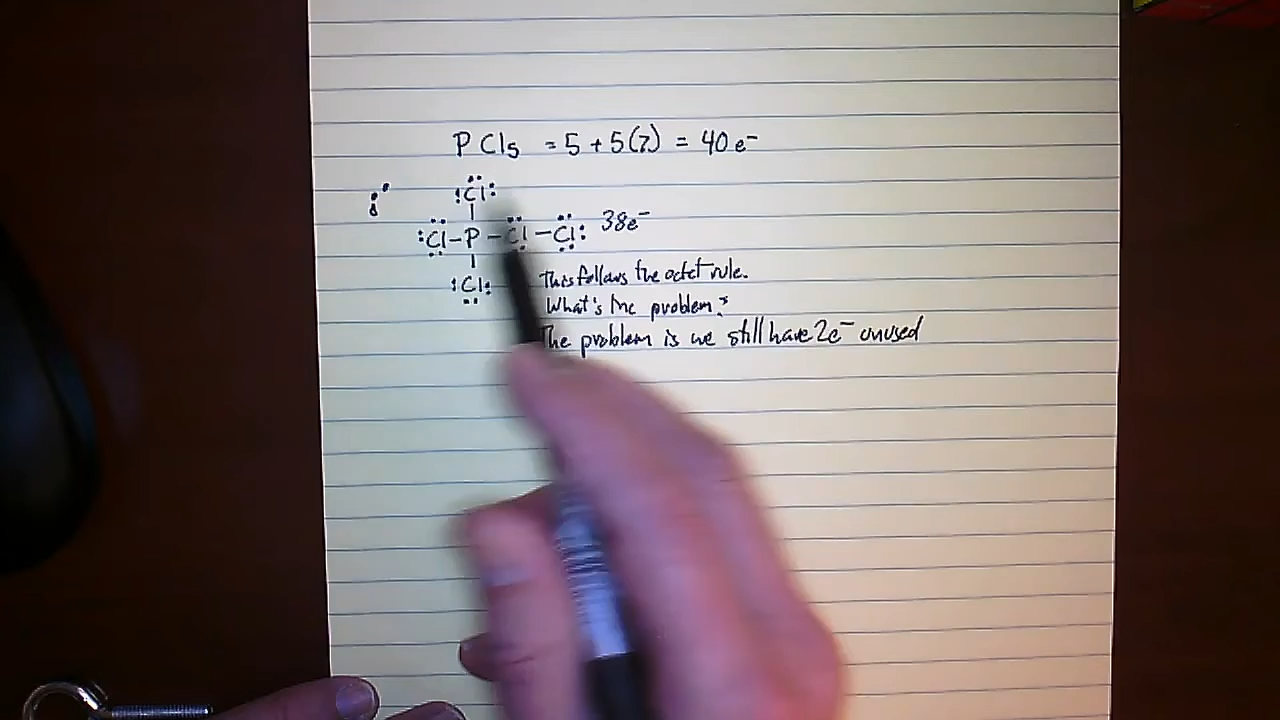 PCl5 = 5 + 5(7) = 40 e⁻
:Cl:
:Cl–P–Cl–Cl: 38e⁻
:Cl:
This follows the octet rule.
What's the problem?
The problem is we still have 2e⁻ unused